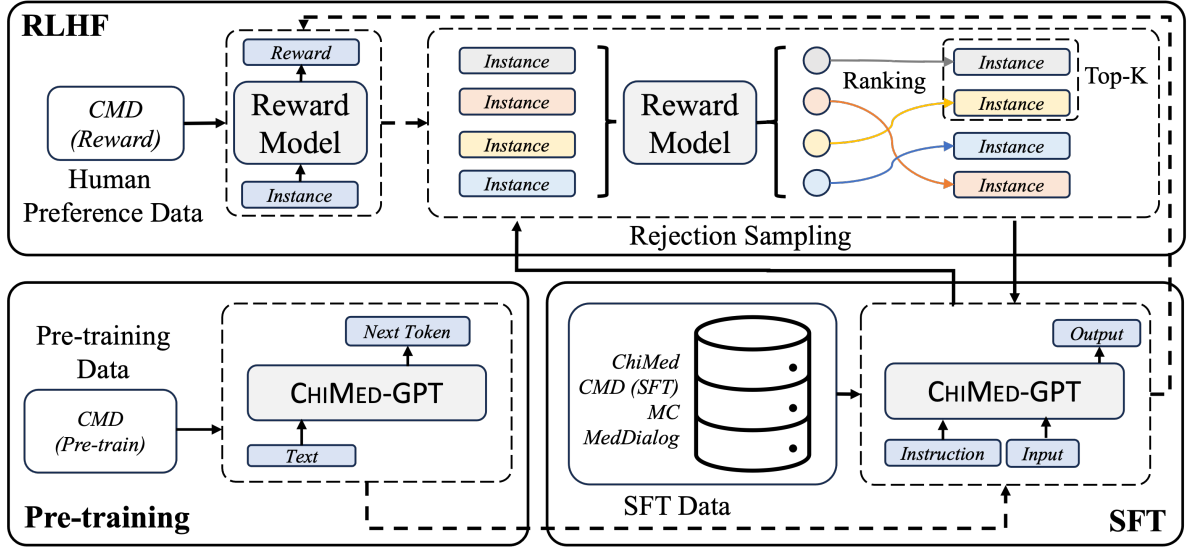 RLHF
CMD
(Reward)
Human
Preference Data
Reward
Reward
Model
Instance
Instance
Instance
Instance
Instance
Reward
Model
Ranking
Instance
Instance
Instance
Instance
Top-K
Rejection Sampling
Pre-training
Data
CMD
(Pre-train)
Next Token
CHIMED-GPT
Text
Pre-training
ChiMed
CMD (SFT)
MC
MedDialog
SFT Data
Output
CHIMED-GPT
Instruction
Input
SFT